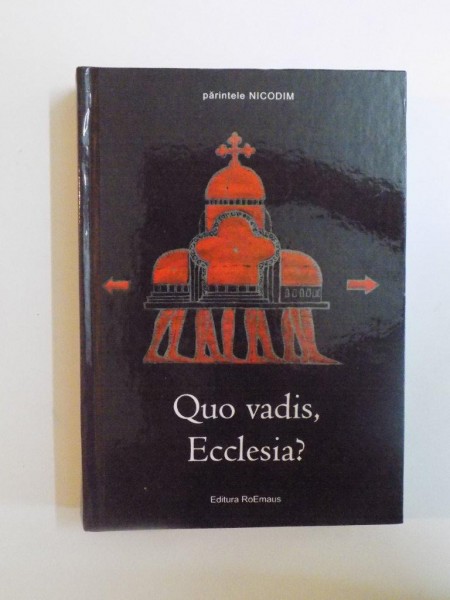 părintele NICODIM
Quo vadis,
Ecclesia?
Editura RoEmaus